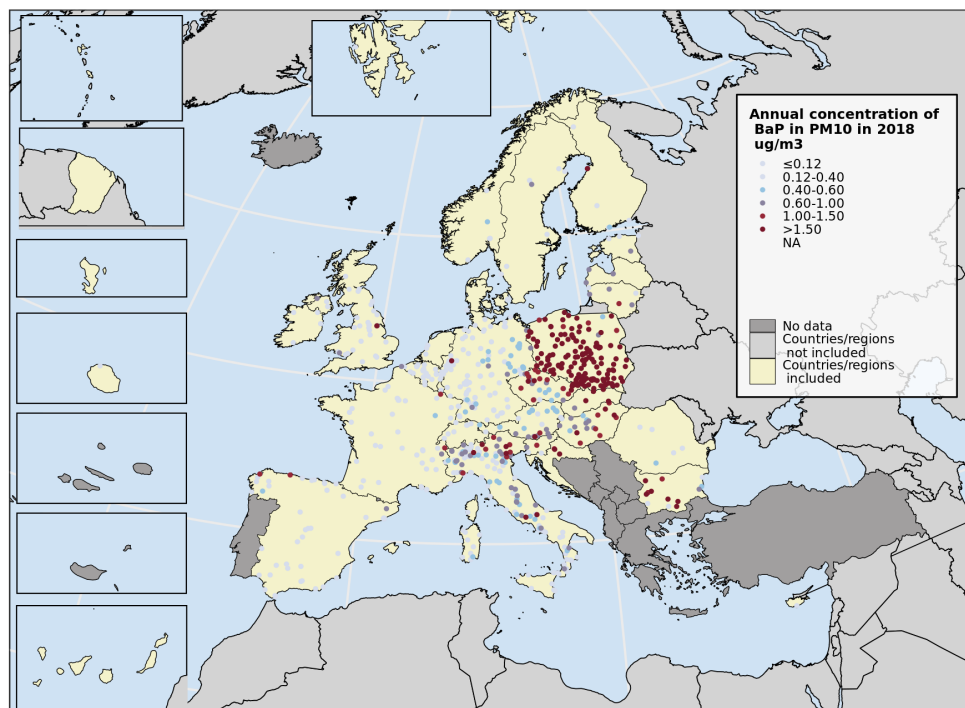 Annual concentration of
BaP in PM10 in 2018
ug/m3
≤0.12
0.12-0.40
0.40-0.60
0.60-1.00
1.00-1.50
>1.50
NA
No data
Countries/regions
not included
Countries/regions
included